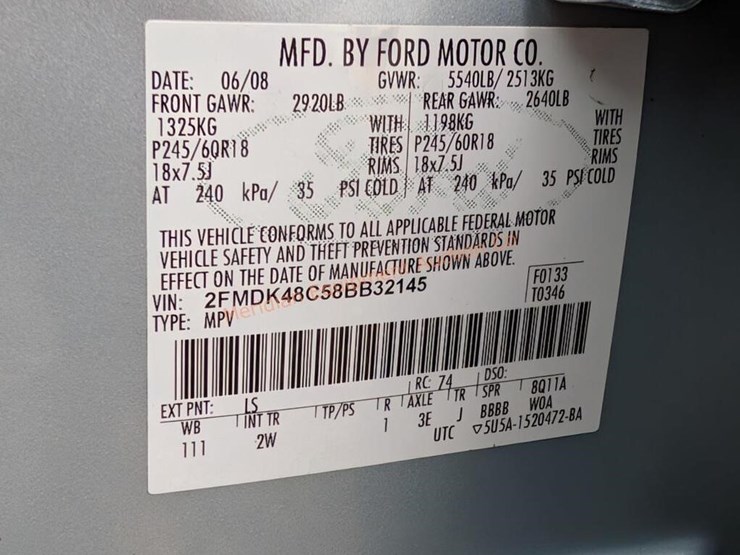 MFD. BY FORD MOTOR CO.
DATE: 06/08 GVWR: 5540LB/ 2513KG
FRONT GAWR: 2920LB REAR GAWR: 2640LB
1325KG WITH 1198KG WITH
P245/60R18 TIRES P245/60R18 TIRES
18x7.5J RIMS 18x7.5J RIMS
AT 240 kPa/ 35 PSI COLD AT 240 kPa/ 35 PSI COLD
THIS VEHICLE CONFORMS TO ALL APPLICABLE FEDERAL MOTOR
VEHICLE SAFETY AND THEFT PREVENTION STANDARDS IN
EFFECT ON THE DATE OF MANUFACTURE SHOWN ABOVE.
VIN: 2FMDK48C58BB32145 F0133
TYPE: MPV T0346
EXT PNT: LS RC: 74 DSO:
WB INT TR TP/PS R AXLE TR SPR 8Q11A
111 2W 1 3E J BBBB WOA
UTC ▽5U5A-1520472-BA